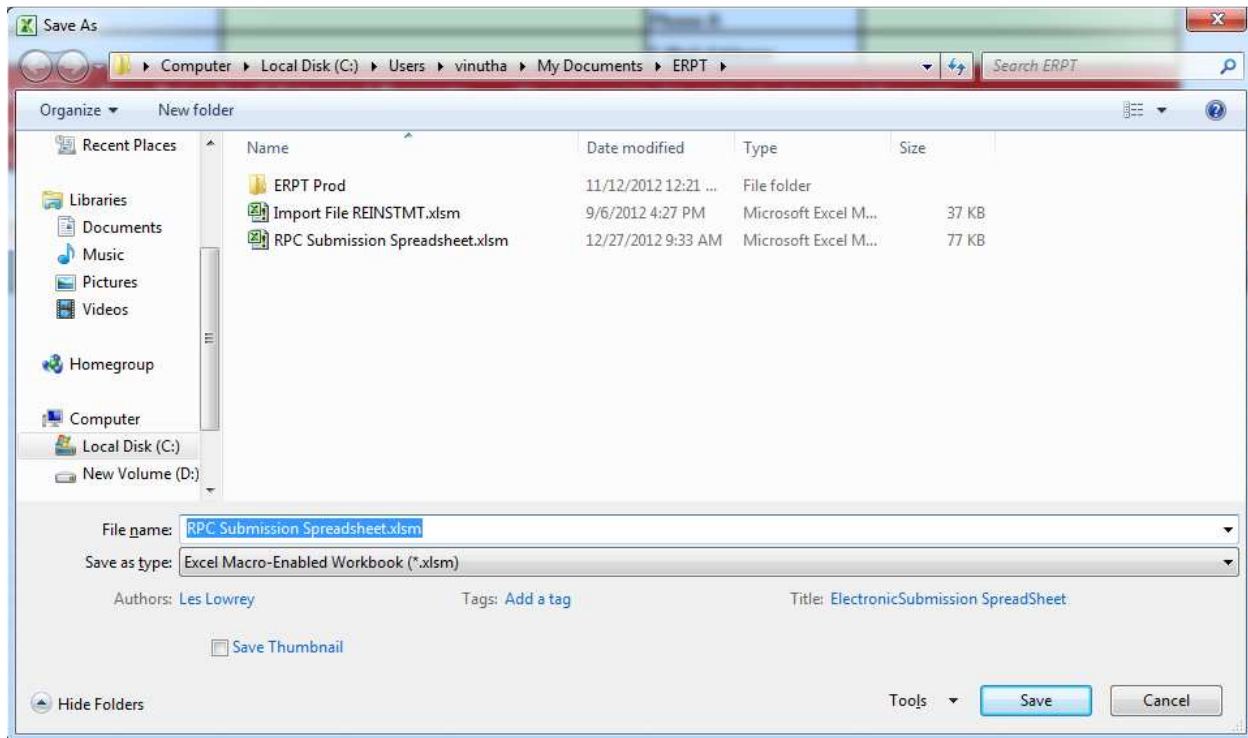 Save As
Computer Local Disk (C:) Users vinutha My Documents ERPT Search ERPT
Organize New folder
Recent Places
Libraries
Documents
Music
Pictures
Videos
Homegroup
Computer
Local Disk (C:)
New Volume (D:)
Name Date modified Type Size
ERPT Prod 11/12/2012 12:21 ... File folder
Import File REINSTMT.xlsm 9/6/2012 4:27 PM Microsoft Excel M... 37 KB
RPC Submission Spreadsheet.xlsm 12/27/2012 9:33 AM Microsoft Excel M... 77 KB
File name: RPC Submission Spreadsheet.xlsm
Save as type: Excel Macro-Enabled Workbook (*.xlsm)
Authors: Les Lowrey Tags: Add a tag Title: ElectronicSubmission SpreadSheet
Save Thumbnail
Hide Folders Tools Save Cancel